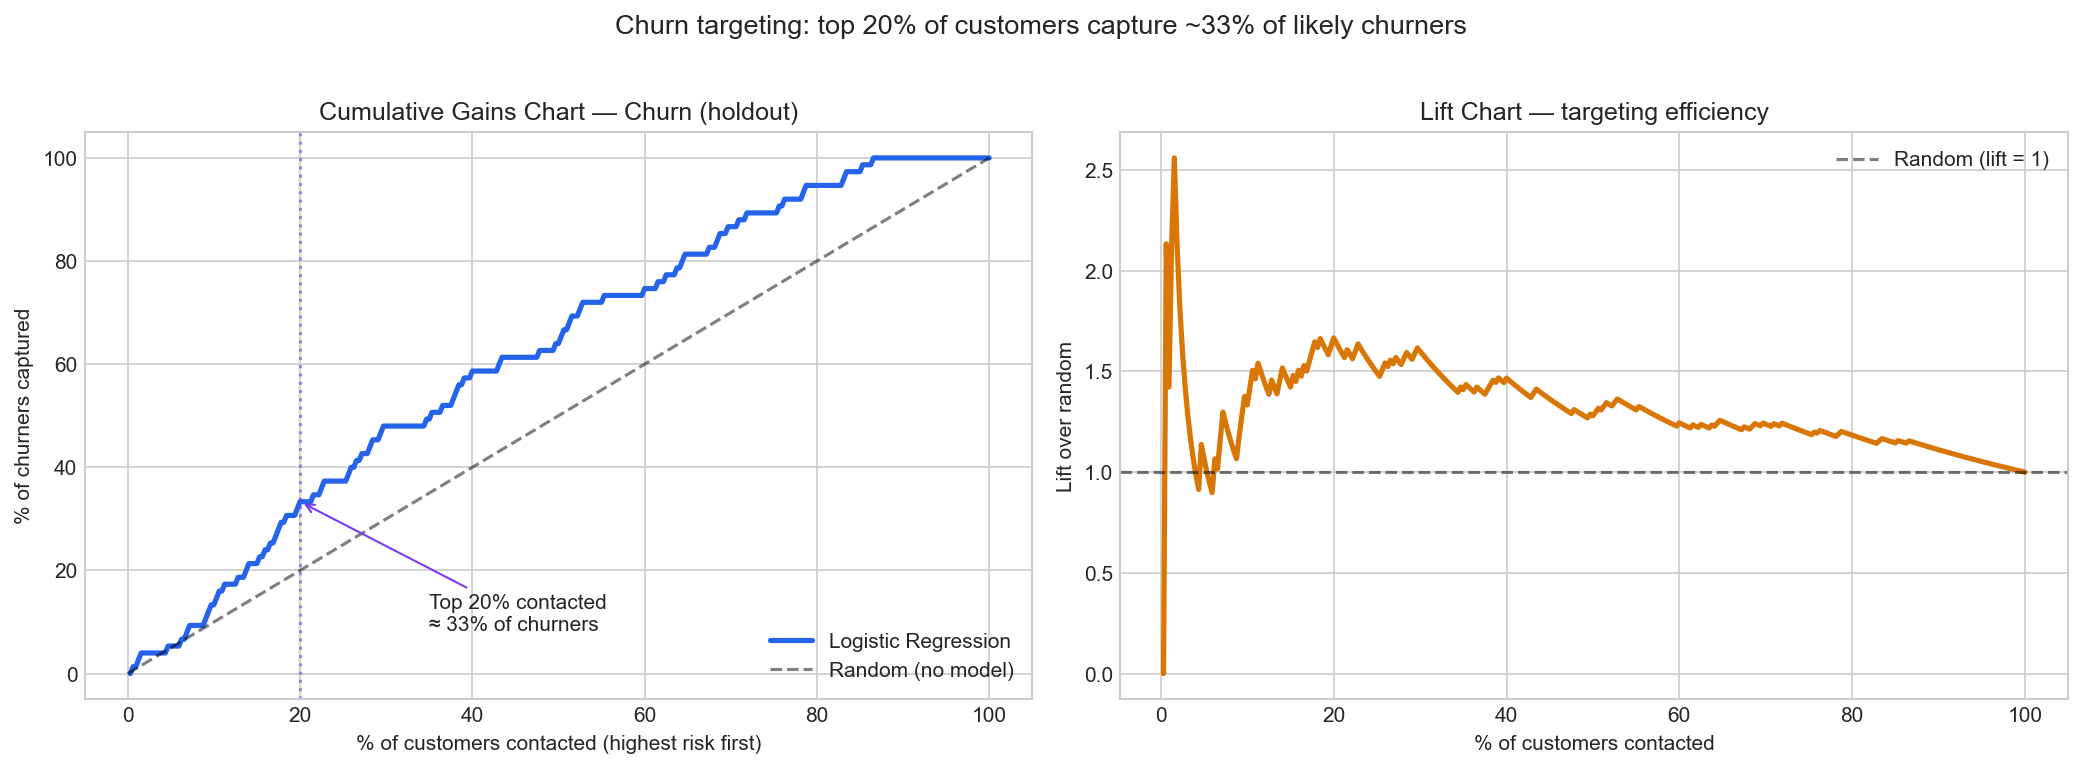 Churn targeting: top 20% of customers capture ~33% of likely churners
Cumulative Gains Chart — Churn (holdout)
% of churners captured
100
80
60
40
20
0
Top 20% contacted
≈ 33% of churners
Logistic Regression
Random (no model)
0 20 40 60 80 100
% of customers contacted (highest risk first)
Lift Chart — targeting efficiency
Lift over random
2.5
2.0
1.5
1.0
0.5
0.0
Random (lift = 1)
0 20 40 60 80 100
% of customers contacted